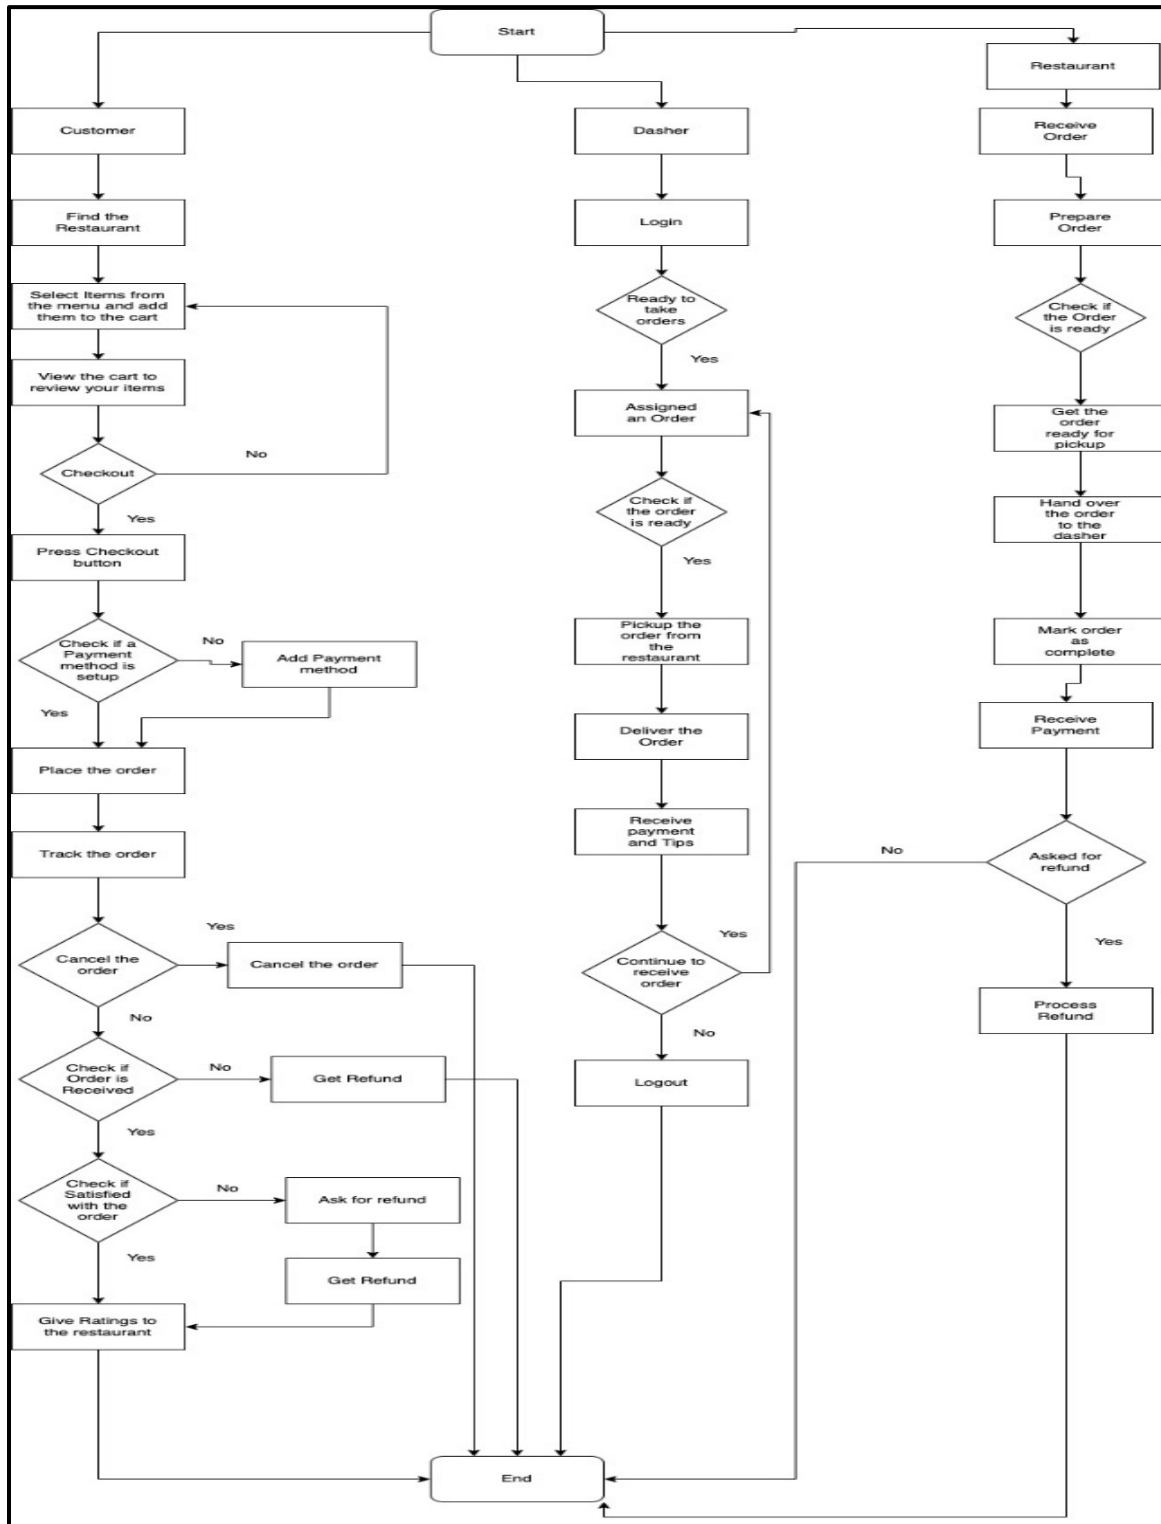 Start
Customer
Find the
Restaurant
Select Items from
the menu and add
them to the cart
View the cart to
review your items
Checkout
No
Yes
Press Checkout
button
Check if a
Payment
method is
setup
No
Add Payment
method
Yes
Place the order
Track the order
Cancel the
order
Yes
Cancel the order
No
Check if
Order is
Received
No
Get Refund
Yes
Check if
Satisfied
with the
order
No
Ask for refund
Get Refund
Yes
Give Ratings to
the restaurant
Dasher
Login
Ready to
take
orders
Yes
Assigned
an Order
Check if
the order
is ready
Yes
Pickup the
order from
the
restaurant
Deliver the
Order
Receive
payment
and Tips
Continue to
receive
order
Yes
No
Logout
Restaurant
Receive
Order
Prepare
Order
Check if
the Order
is ready
Get the
order
ready for
pickup
Hand over
the order
to the
dasher
Mark order
as
complete
Receive
Payment
Asked for
refund
No
Yes
Process
Refund
End